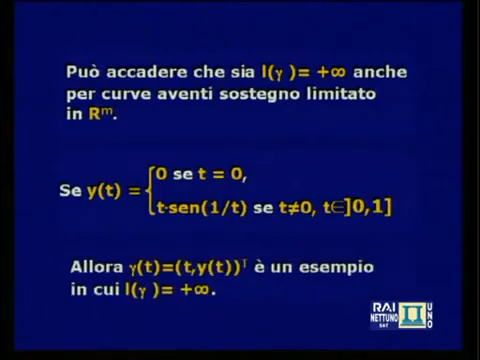 Può accadere che sia l(γ )= +∞ anche
per curve aventi sostegno limitato
in Rᵐ.
0 se t = 0,
Se y(t) =
t·sen(1/t) se t≠0, t∈]0,1]
Allora γ(t)=(t,y(t))ᵀ è un esempio
in cui l(γ )= +∞.
RAI
NETTUNO
SAT
UNO